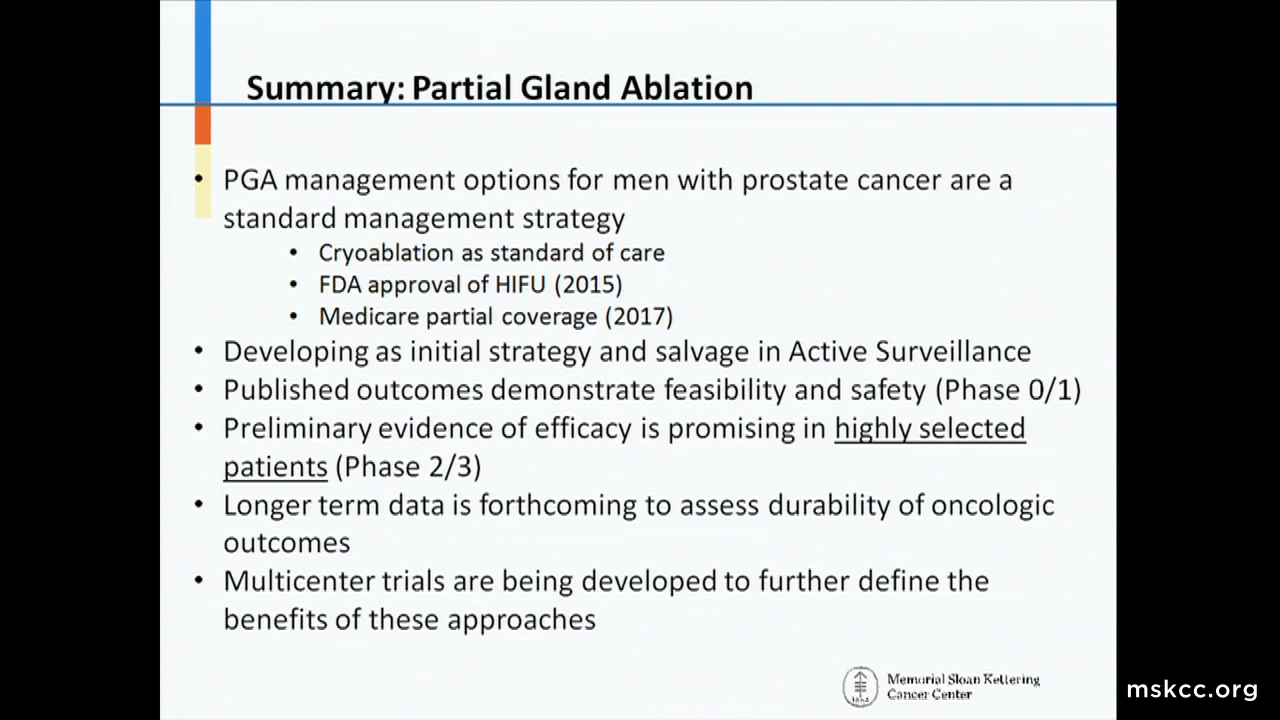 Summary: Partial Gland Ablation
• PGA management options for men with prostate cancer are a
standard management strategy
• Cryoablation as standard of care
• FDA approval of HIFU (2015)
• Medicare partial coverage (2017)
• Developing as initial strategy and salvage in Active Surveillance
• Published outcomes demonstrate feasibility and safety (Phase 0/1)
• Preliminary evidence of efficacy is promising in highly selected
patients (Phase 2/3)
• Longer term data is forthcoming to assess durability of oncologic
outcomes
• Multicenter trials are being developed to further define the
benefits of these approaches
Memorial Sloan Kettering
Cancer Center
mskcc.org